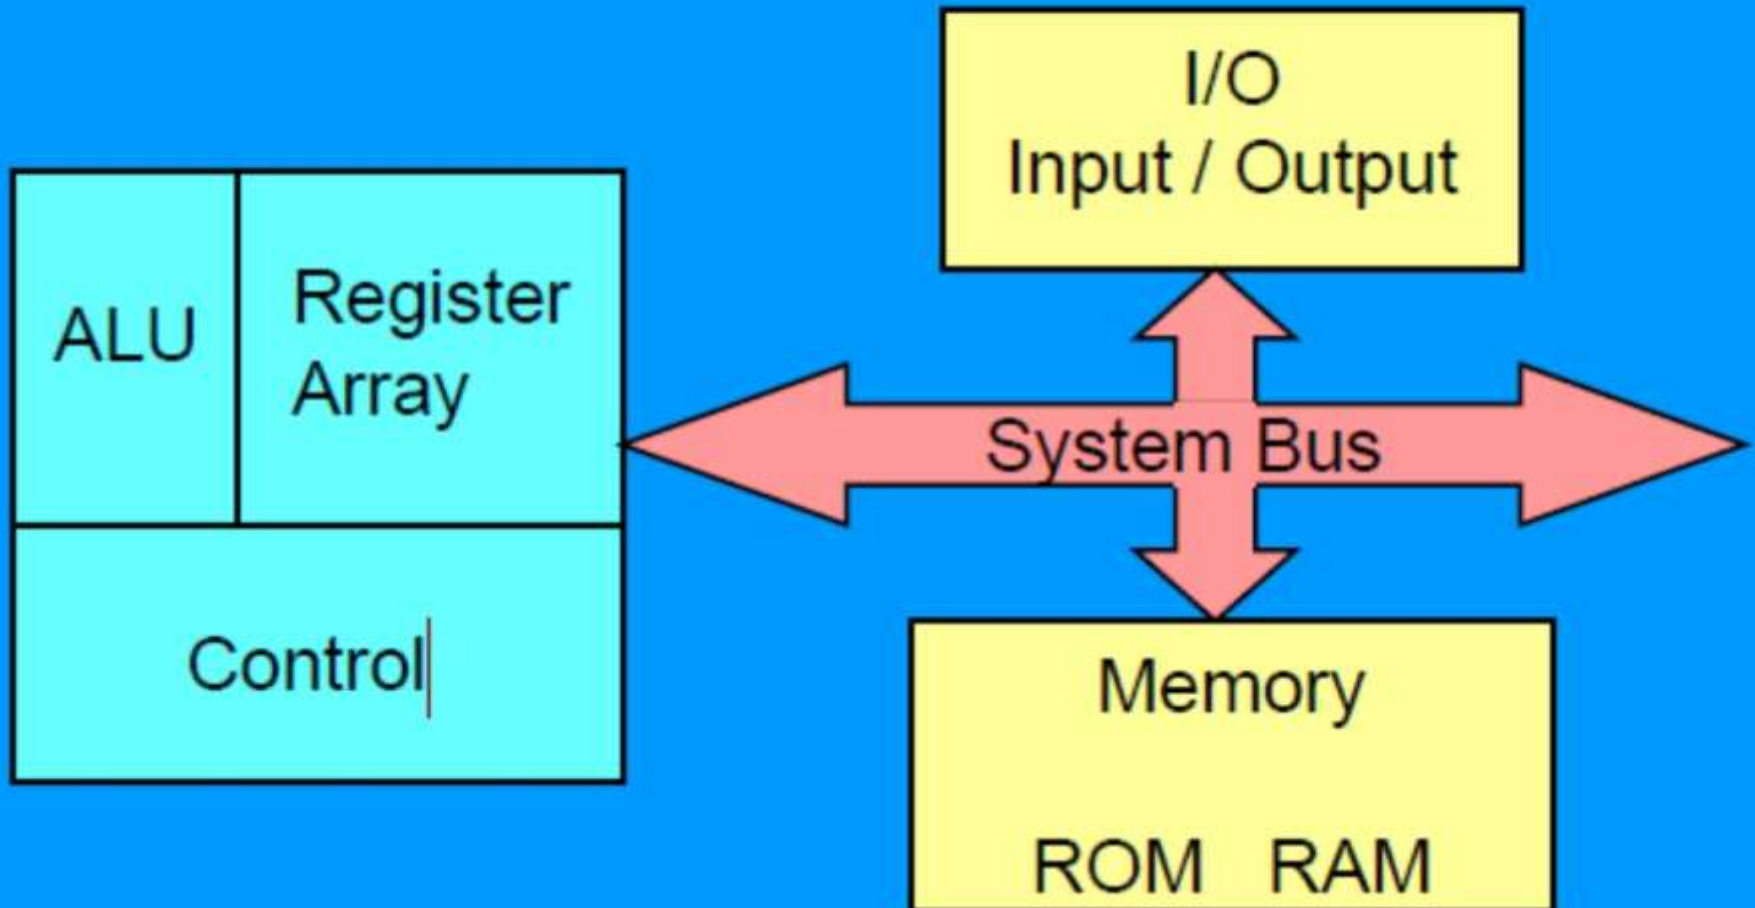 I/O
Input / Output
ALU
Register
Array
System Bus
Control
Memory
ROM RAM